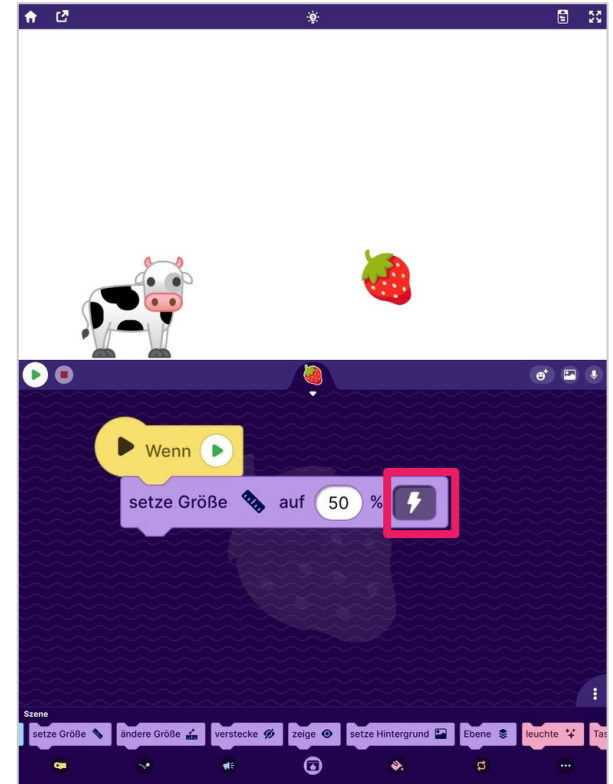 Wenn
setze Größe auf 50 %
Szene
setze Größe
ändere Größe
verstecke
zeige
setze Hintergrund
Ebene
leuchte